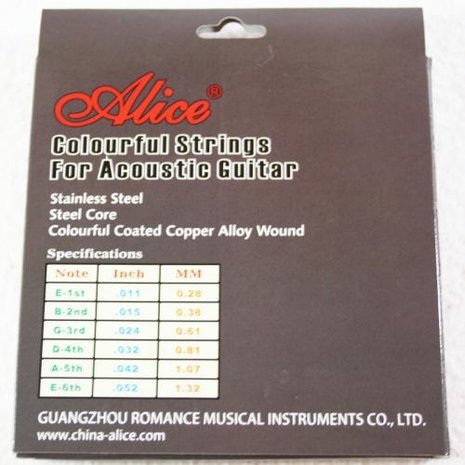 Alice®
Colourful Strings
For Acoustic Guitar
Stainless Steel
Steel Core
Colourful Coated Copper Alloy Wound
Specifications
Note Inch MM
E-1st .011 0.28
B-2nd .015 0.38
G-3rd .024 0.61
D-4th .032 0.81
A-5th .042 1.07
E-6th .052 1.32
GUANGZHOU ROMANCE MUSICAL INSTRUMENTS CO., LTD.
www.china-alice.com